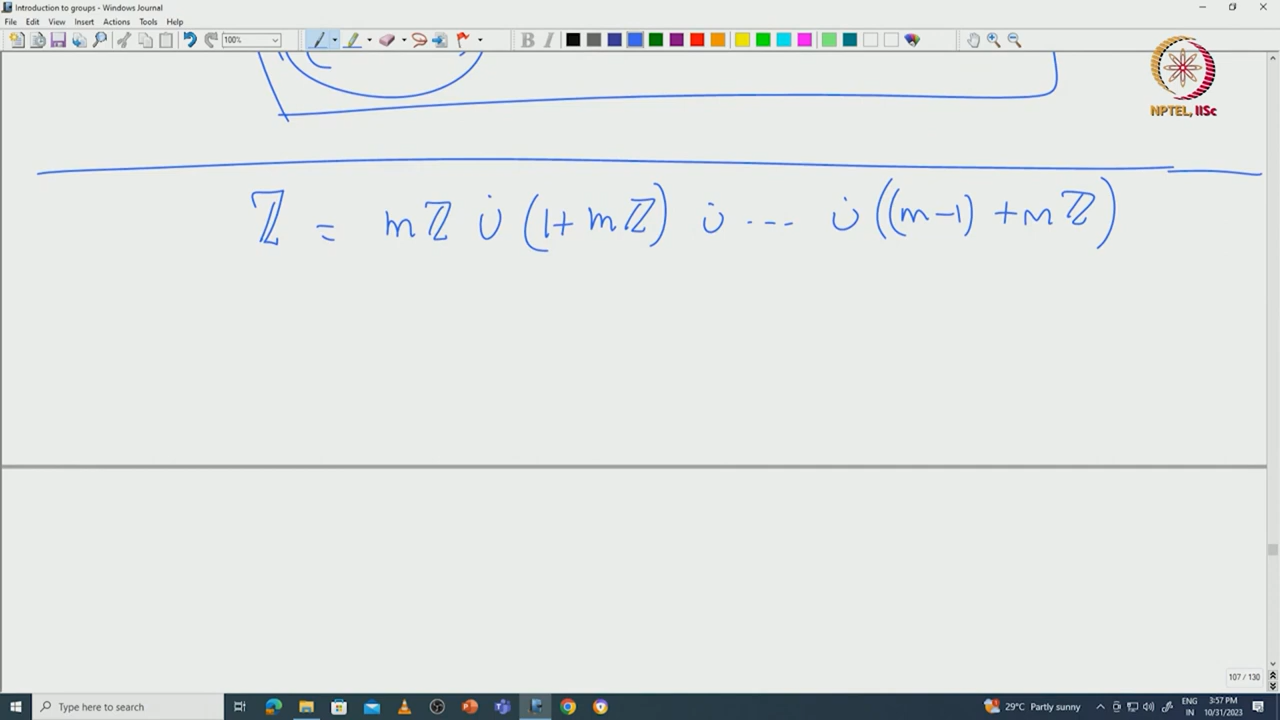 Introduction to groups - Windows Journal
File Edit View Insert Actions Tools Help
100%
B I
NPTEL, IISc
ℤ = mℤ ∪̇ (1 + mℤ) ∪̇ --- ∪̇ ((m-1) + mℤ)
107 / 130
Type here to search
29°C Partly sunny
ENG
IN
3:57 PM
10/31/2023